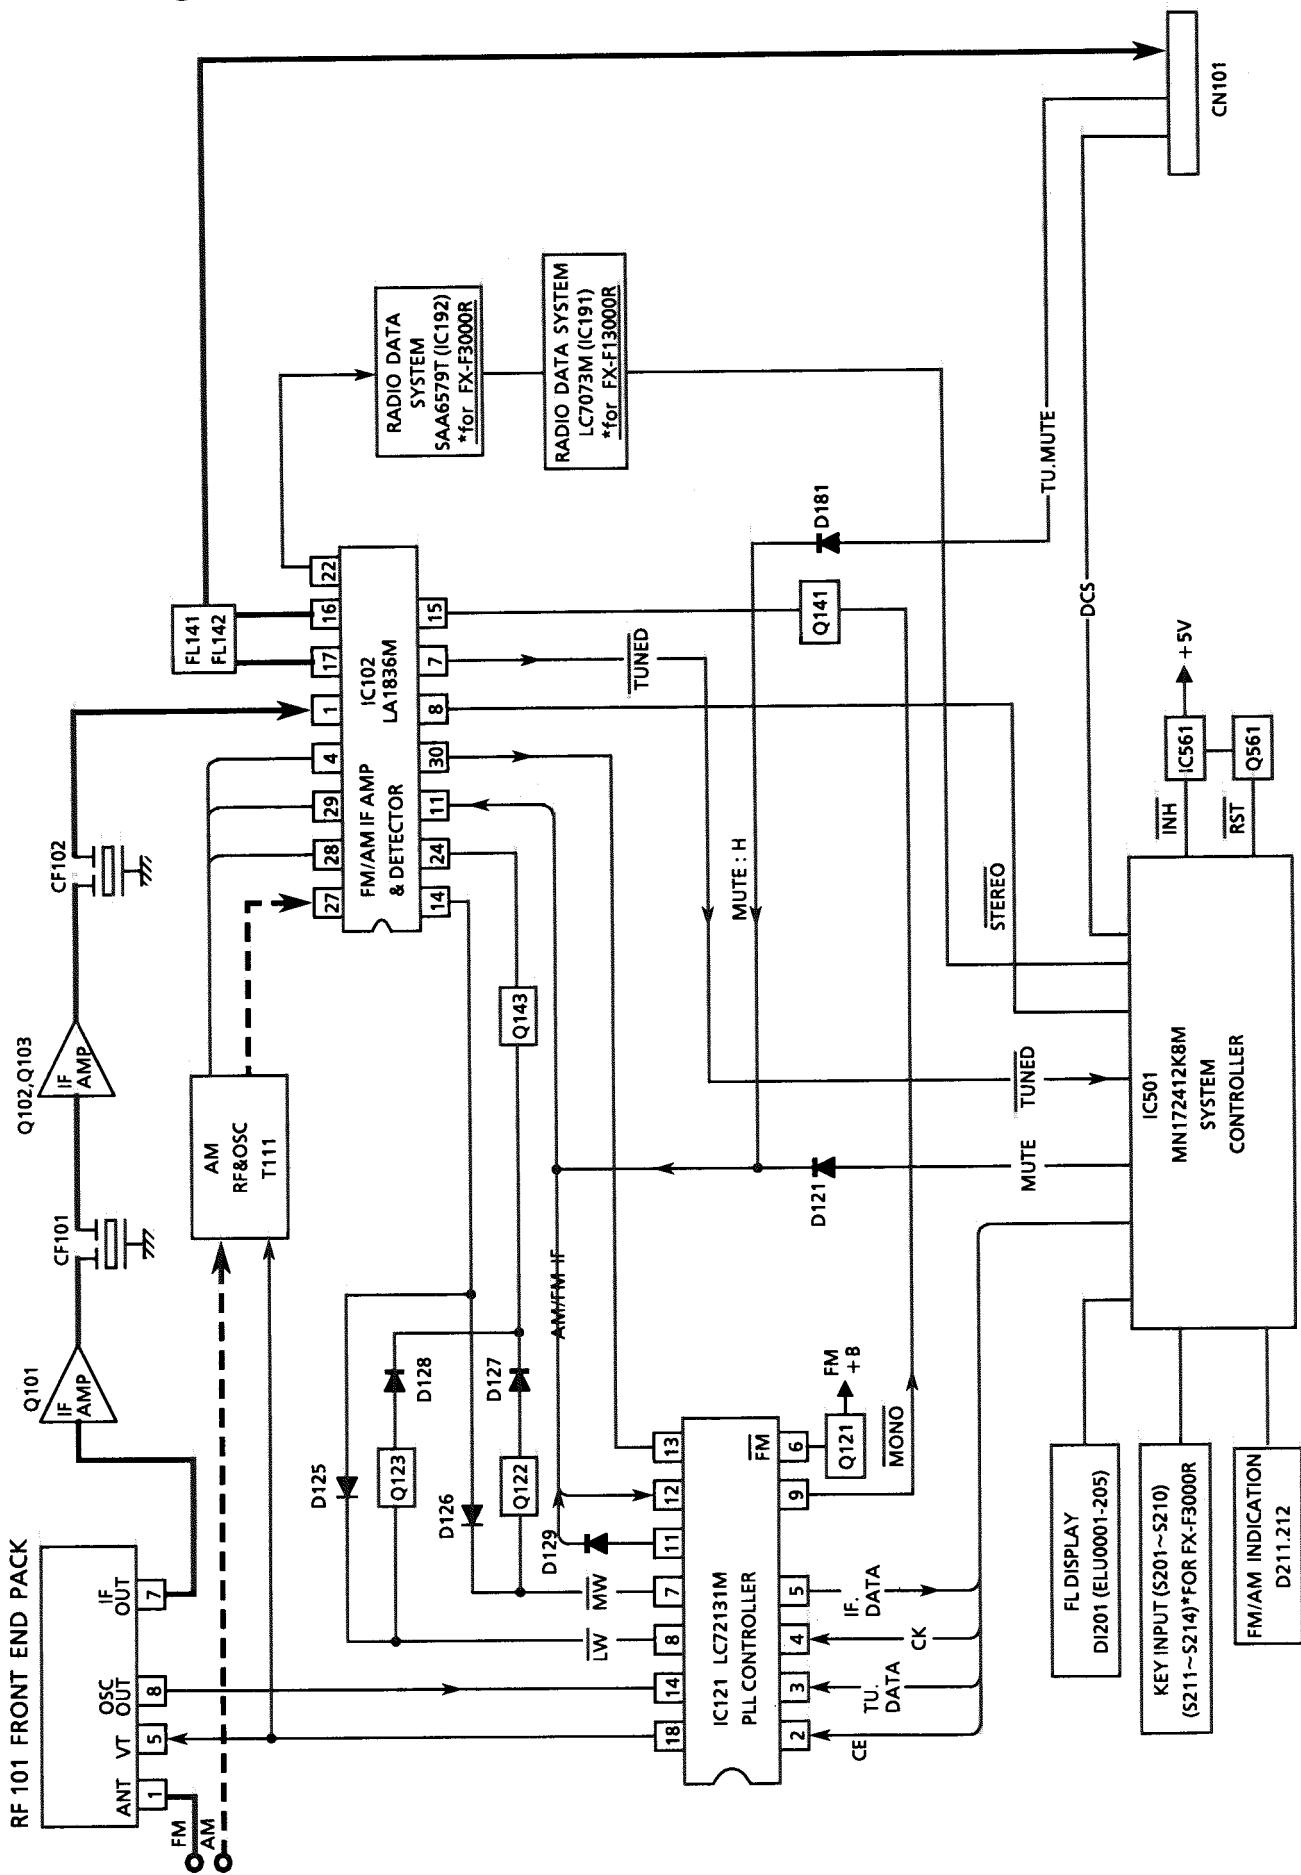 RF 101 FRONT END PACK
ANT
VT
OSC
OUT
IF
OUT
1
5
8
7
FM
AM
Q101
IF
AMP
CF101
Q102,Q103
IF
AMP
CF102
AM
RF&OSC
T111
FL141
FL142
27
28
29
4
1
17
16
22
FM/AM IF AMP
& DETECTOR
IC102
LA1836M
14
24
11
30
8
7
15
RADIO DATA
SYSTEM
SAA6579T (IC192)
*for FX-F3000R
RADIO DATA SYSTEM
LC7073M (IC191)
*for FX-F13000R
D125
Q123
D128
D126
Q122
D127
Q143
D129
AM/FM IF
LW
MW
TUNED
18
14
8
7
11
12
13
IC121 LC72131M
PLL CONTROLLER
FM
2
3
4
5
9
6
CE
TU.
DATA
CK
IF.
DATA
Q121
FM
+B
MONO
D121
MUTE : H
D181
Q141
TU.MUTE
DCS
MUTE
TUNED
STEREO
IC501
MN172412K8M
SYSTEM
CONTROLLER
INH
RST
IC561
Q561
+5V
FL DISPLAY
DI201 (ELU0001-205)
KEY INPUT (S201~S210)
(S211~S214)*FOR FX-F3000R
FM/AM INDICATION
D211.212
CN101